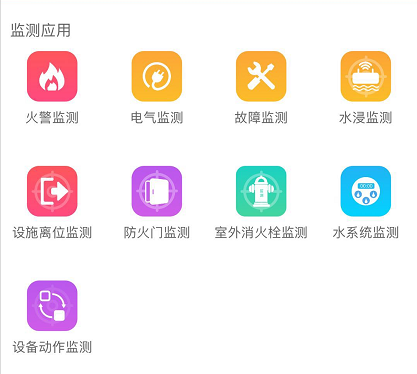 监测应用
火警监测 电气监测 故障监测 水浸监测
设施离位监测 防火门监测 室外消火栓监测 水系统监测
设备动作监测